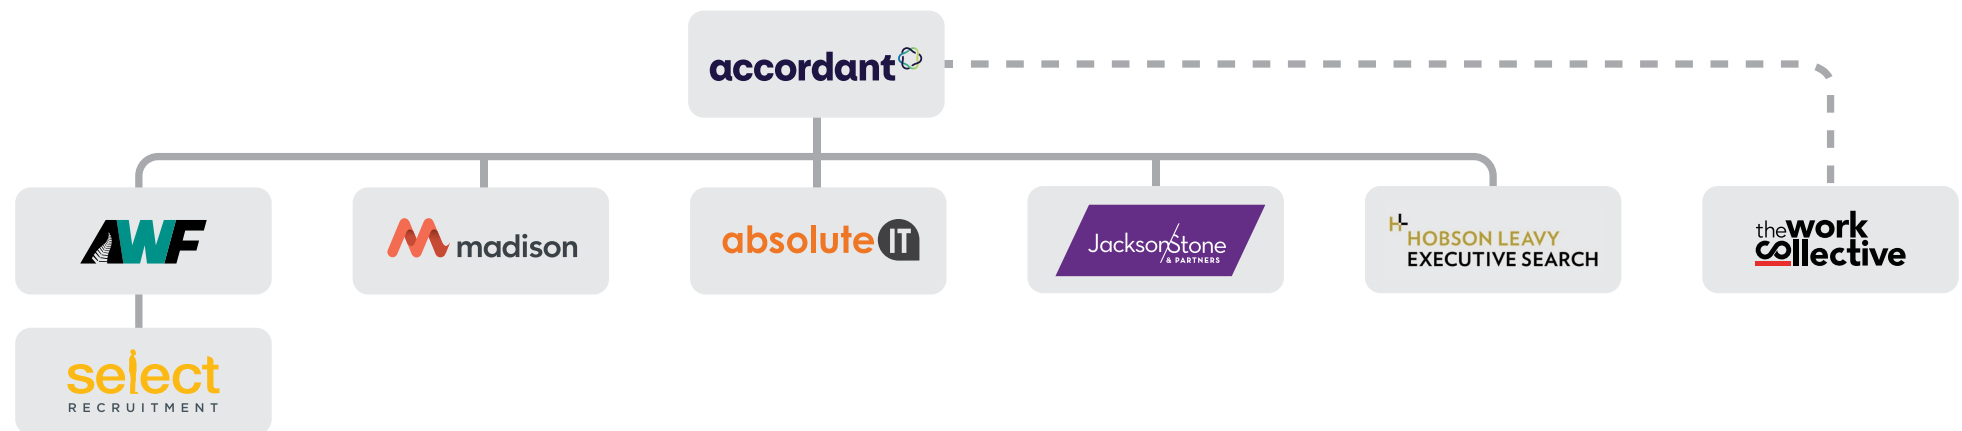 accordant
AWF
madison
absolute IT
JacksonStone
& PARTNERS
H
HOBSON LEAVY
EXECUTIVE SEARCH
the work
collective
select
RECRUITMENT